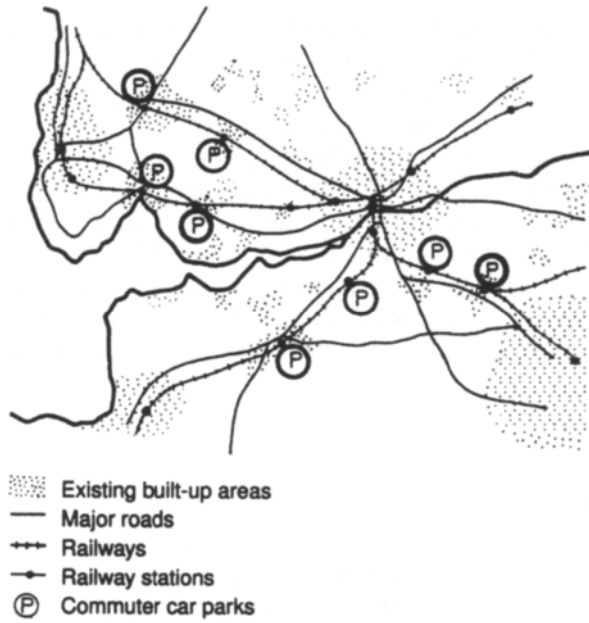 P
P
P
P
P
P
P
P
Existing built-up areas
Major roads
Railways
Railway stations
P Commuter car parks